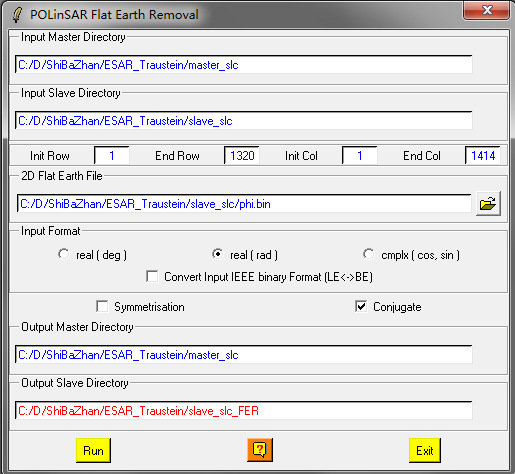 POLinSAR Flat Earth Removal
Input Master Directory
C:/D/ShiBaZhan/ESAR_Traustein/master_slc
Input Slave Directory
C:/D/ShiBaZhan/ESAR_Traustein/slave_slc
Init Row 1 End Row 1320 Init Col 1 End Col 1414
2D Flat Earth File
C:/D/ShiBaZhan/ESAR_Traustein/slave_slc/phi.bin
Input Format
real ( deg ) real ( rad ) cmplx ( cos, sin )
Convert Input IEEE binary Format (LE<->BE)
Symmetrisation Conjugate
Output Master Directory
C:/D/ShiBaZhan/ESAR_Traustein/master_slc
Output Slave Directory
C:/D/ShiBaZhan/ESAR_Traustein/slave_slc_FER
Run ? Exit